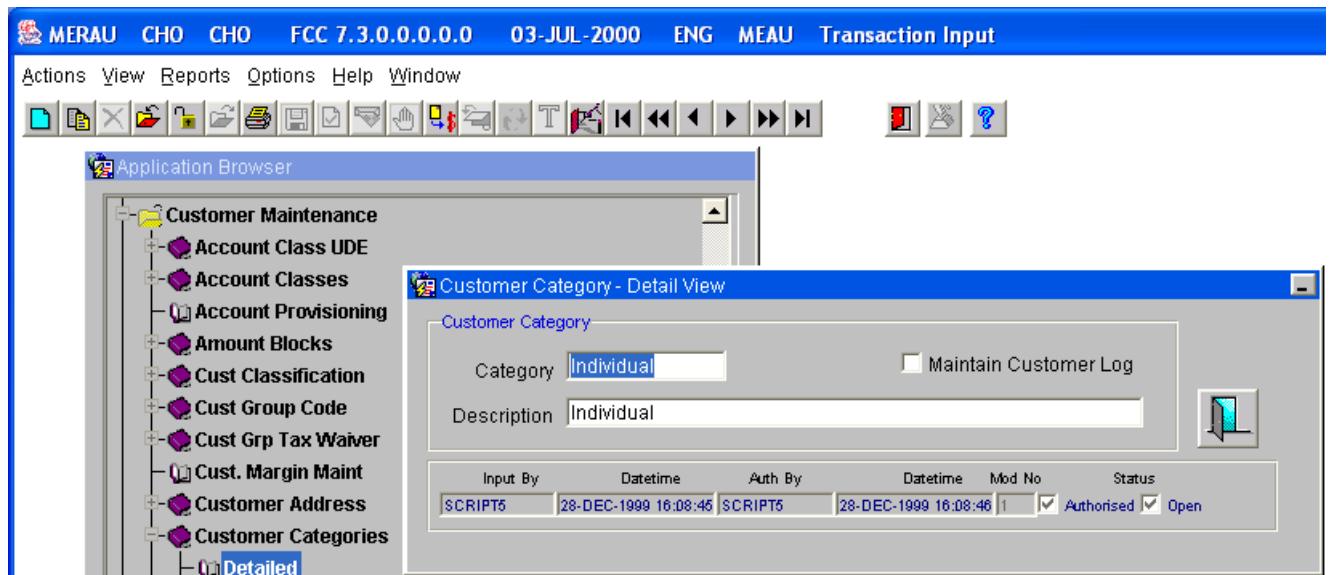 MERAU CHO CHO FCC 7.3.0.0.0.0.0 03-JUL-2000 ENG MEAU Transaction Input
Actions View Reports Options Help Window
Application Browser
Customer Maintenance
Account Class UDE
Account Classes
Account Provisioning
Amount Blocks
Cust Classification
Cust Group Code
Cust Grp Tax Waiver
Cust. Margin Maint
Customer Address
Customer Categories
Detailed
Customer Category - Detail View
Customer Category
Category Individual Maintain Customer Log
Description Individual
Input By Datetime Auth By Datetime Mod No Status
SCRIPT5 28-DEC-1999 16:08:46 SCRIPT5 28-DEC-1999 16:08:46 1 Authorised Open